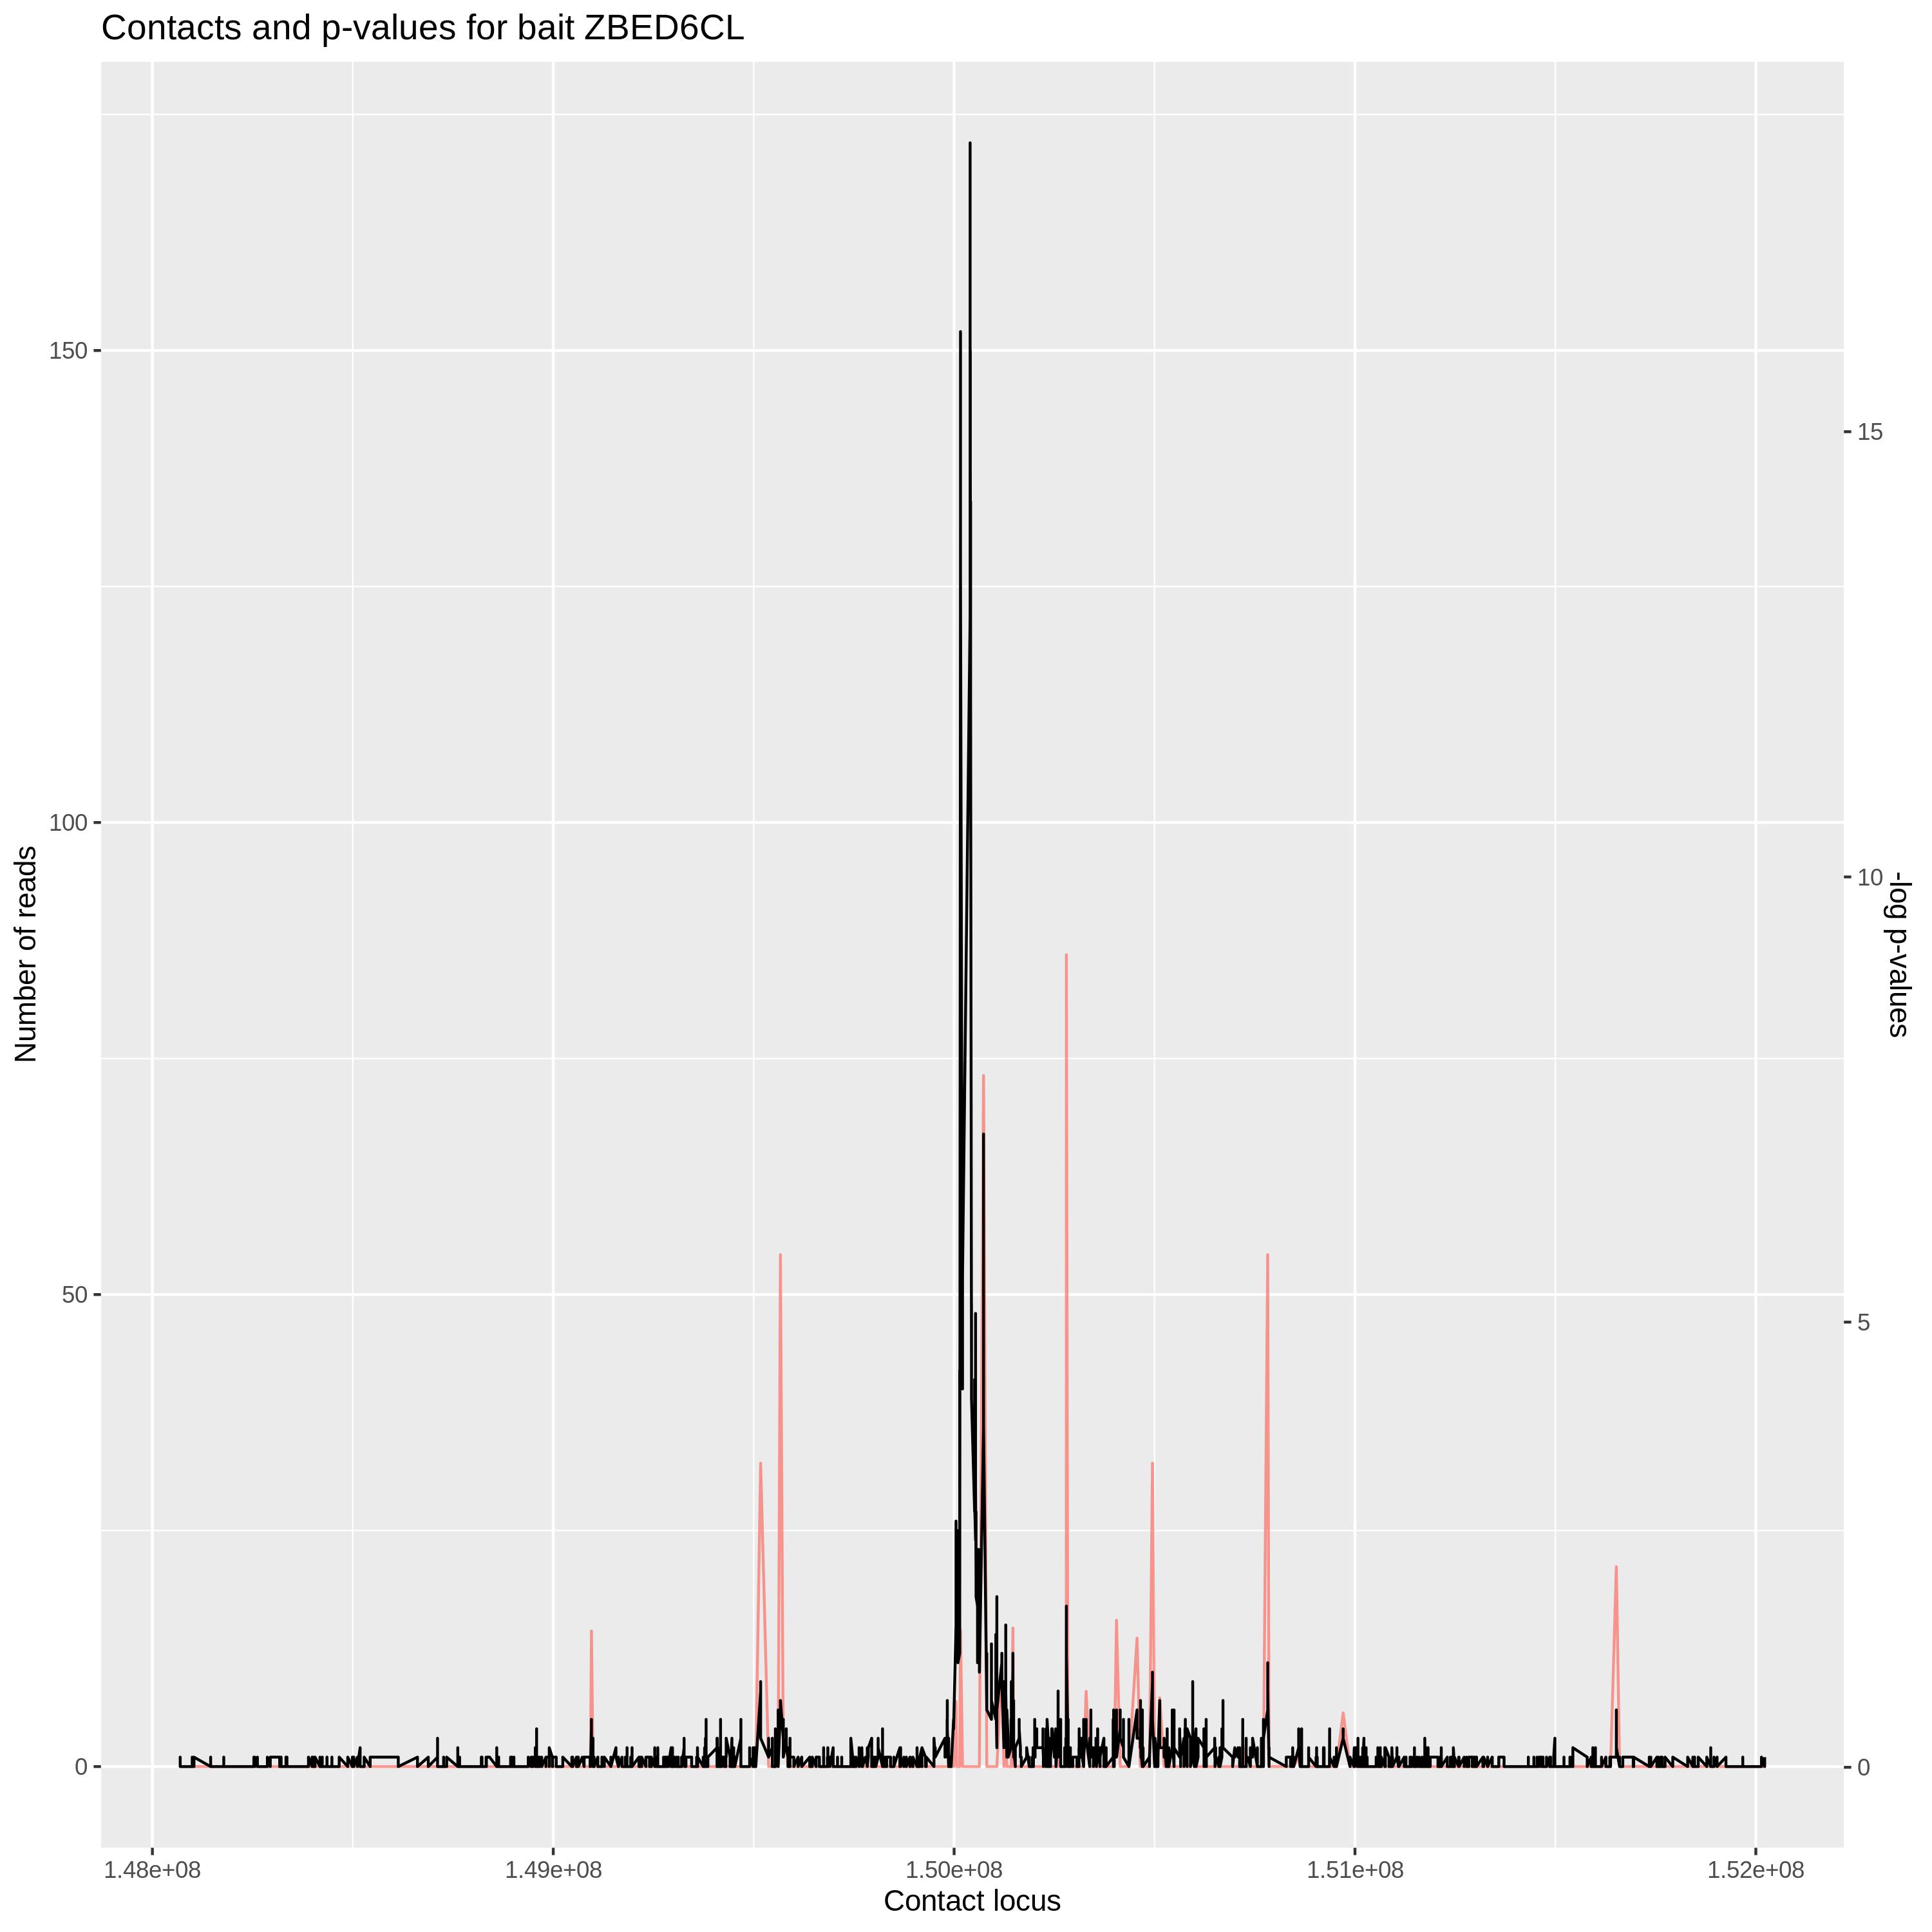 Contacts and p-values for bait ZBED6CL
150
100
50
0
Number of reads
15
10
5
0
-log p-values
1.48e+08
1.49e+08
1.50e+08
1.51e+08
1.52e+08
Contact locus